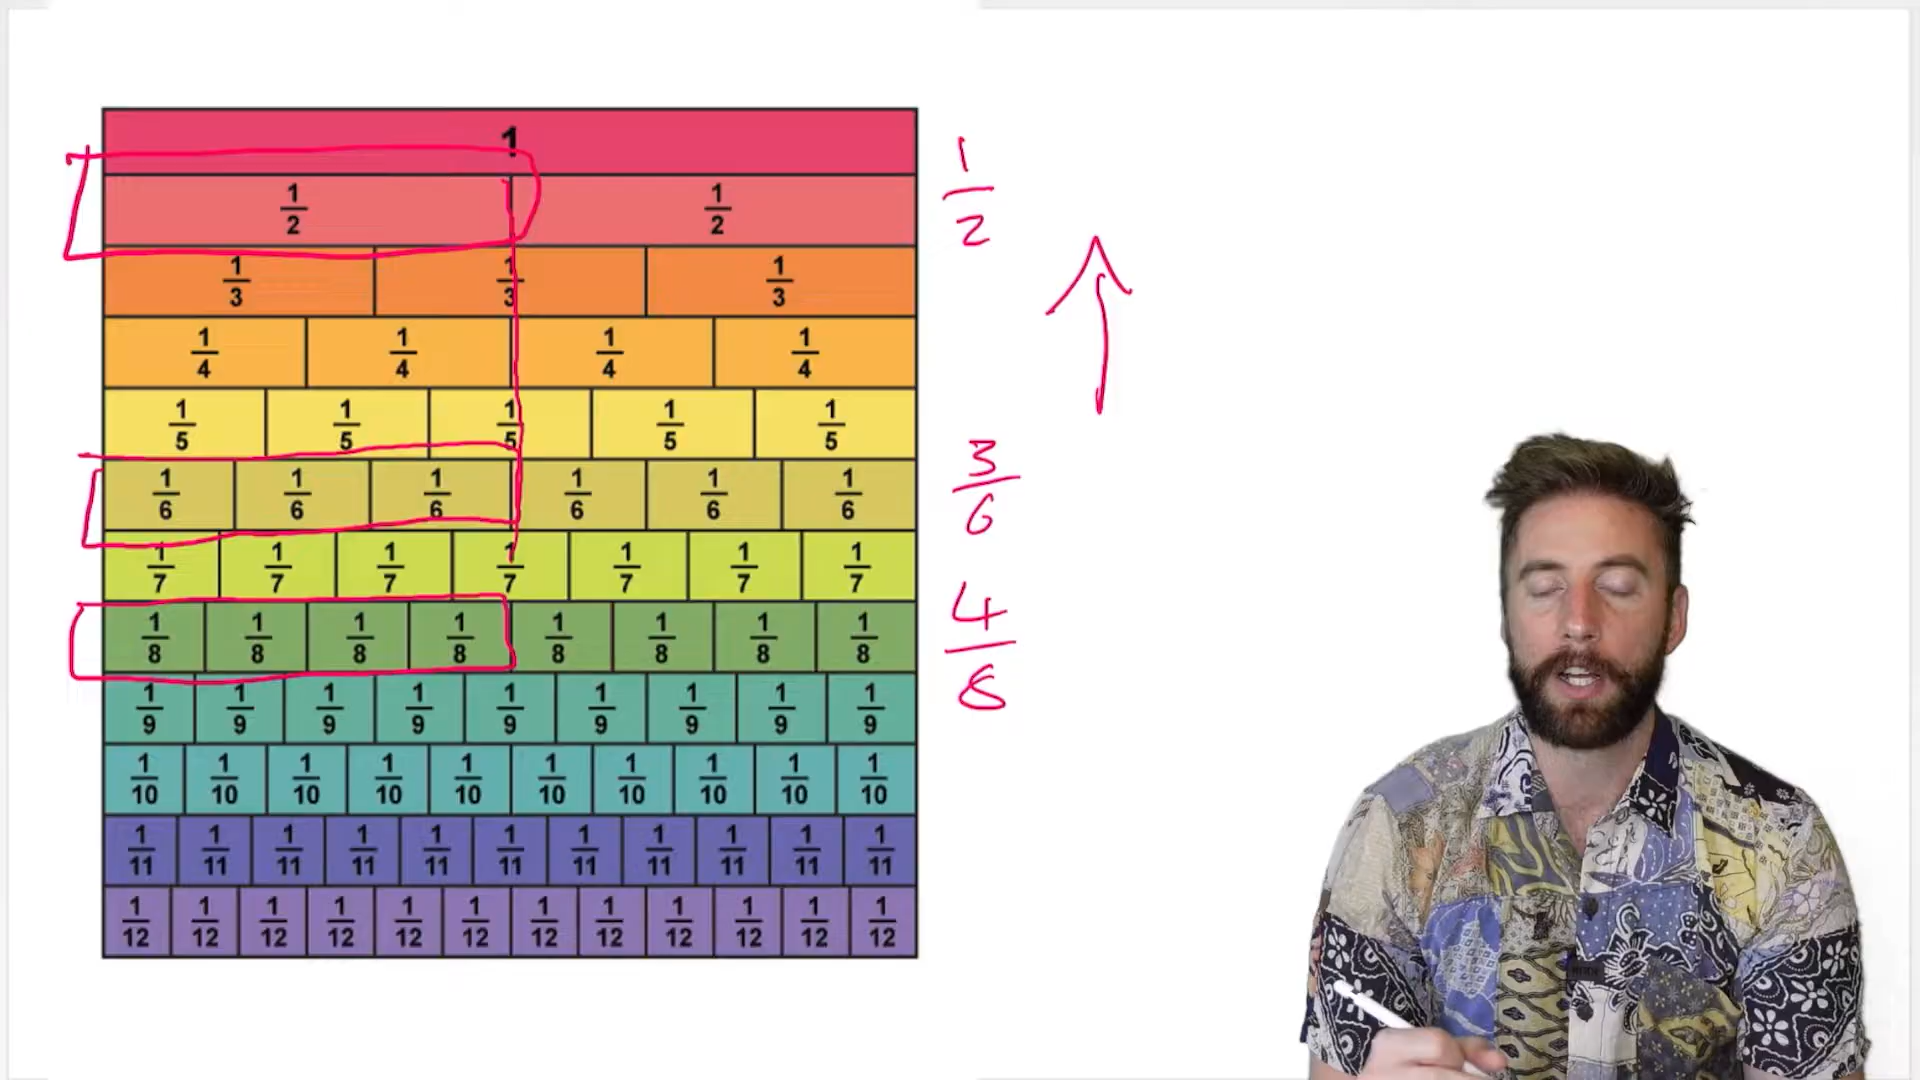 1
1/2 1/2 1/2
1/3 1/3 1/3
1/4 1/4 1/4 1/4
1/5 1/5 1/5 1/5 1/5
1/6 1/6 1/6 1/6 1/6 1/6 3/6
1/7 1/7 1/7 1/7 1/7 1/7 1/7
1/8 1/8 1/8 1/8 1/8 1/8 1/8 1/8 4/8
1/9 1/9 1/9 1/9 1/9 1/9 1/9 1/9 1/9
1/10 1/10 1/10 1/10 1/10 1/10 1/10 1/10 1/10 1/10
1/11 1/11 1/11 1/11 1/11 1/11 1/11 1/11 1/11 1/11 1/11
1/12 1/12 1/12 1/12 1/12 1/12 1/12 1/12 1/12 1/12 1/12 1/12